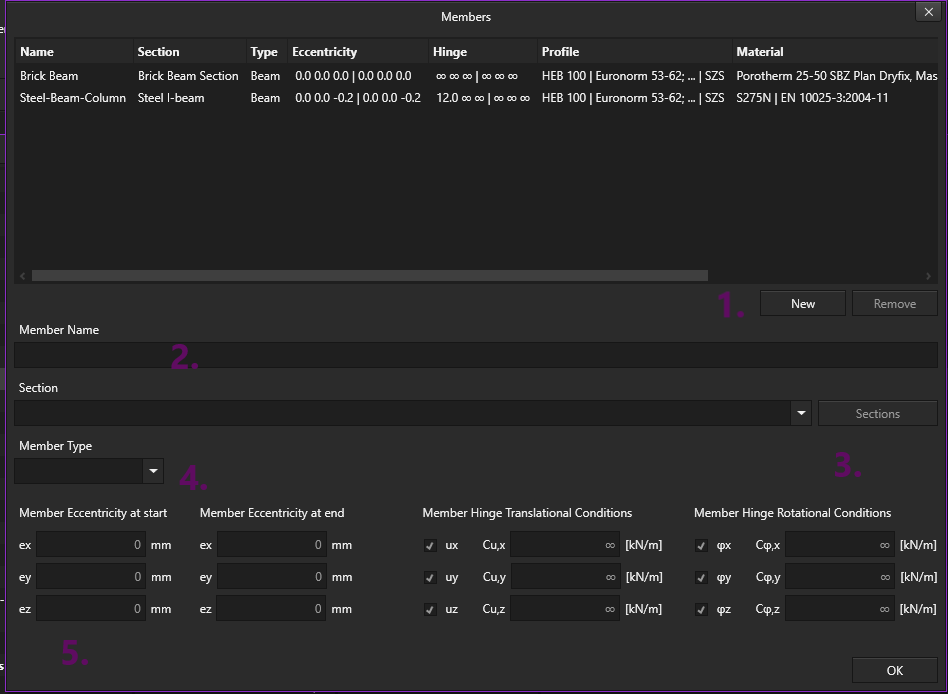 Members
Name Section Type Eccentricity Hinge Profile Material
Brick Beam Brick Beam Section Beam 0.0 0.0 0.0 | 0.0 0.0 0.0 ∞ ∞ ∞ | ∞ ∞ ∞ HEB 100 | Euronorm 53-62; ... | SZS Porotherm 25-50 SBZ Plan Dryfix, Mas
Steel-Beam-Column Steel I-beam Beam 0.0 0.0 -0.2 | 0.0 0.0 -0.2 12.0 ∞ ∞ | ∞ ∞ ∞ HEB 100 | Euronorm 53-62; ... | SZS S275N | EN 10025-3:2004-11
1. New Remove
Member Name
2.
Section
Sections
Member Type
3.
4.
Member Eccentricity at start Member Eccentricity at end Member Hinge Translational Conditions Member Hinge Rotational Conditions
ex 0 mm ex 0 mm ux Cu,x ∞ [kN/m] φx Cφ,x ∞ [kN/m]
ey 0 mm ey 0 mm uy Cu,y ∞ [kN/m] φy Cφ,y ∞ [kN/m]
ez 0 mm ez 0 mm uz Cu,z ∞ [kN/m] φz Cφ,z ∞ [kN/m]
5.
OK